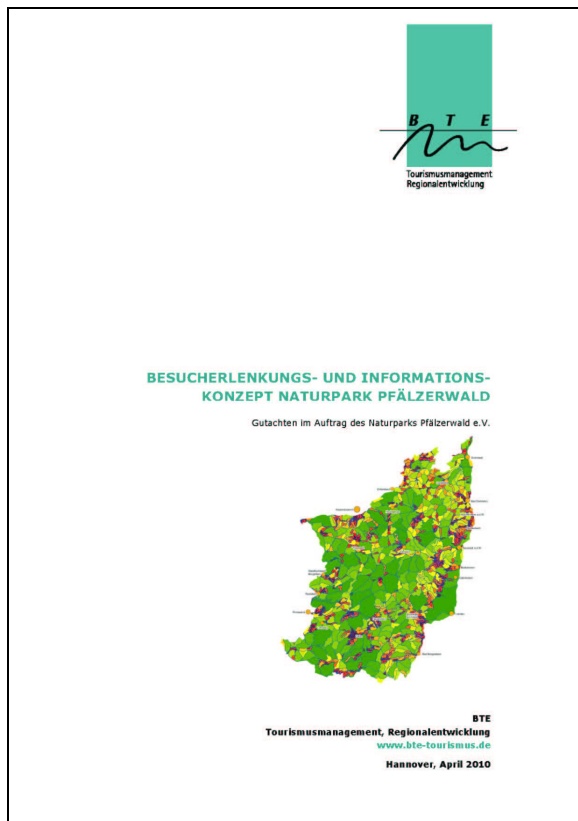 B T E
Tourismusmanagement
Regionalentwicklung
BESUCHERLENKUNGS- UND INFORMATIONS-
KONZEPT NATURPARK PFÄLZERWALD
Gutachten im Auftrag des Naturparks Pfälzerwald e.V.
BTE
Tourismusmanagement, Regionalentwicklung
www.bte-tourismus.de
Hannover, April 2010